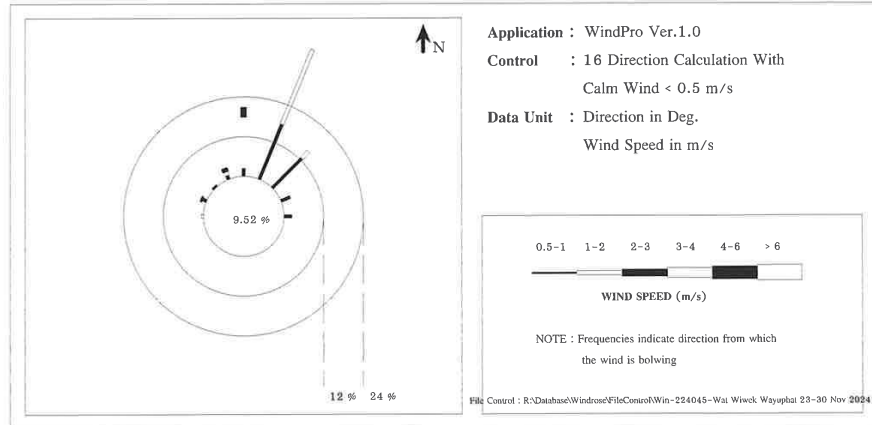 N
9.52 %
12 % 24 %
Application : WindPro Ver.1.0
Control : 16 Direction Calculation With
Calm Wind < 0.5 m/s
Data Unit : Direction in Deg.
Wind Speed in m/s
0.5-1 1-2 2-3 3-4 4-6 > 6
WIND SPEED (m/s)
NOTE : Frequencies indicate direction from which
the wind is bolwing
File Control : R:\Database\Windrose\FileControl\Win-224045-Wat Wiwek Wayuphat 23-30 Nov 2024